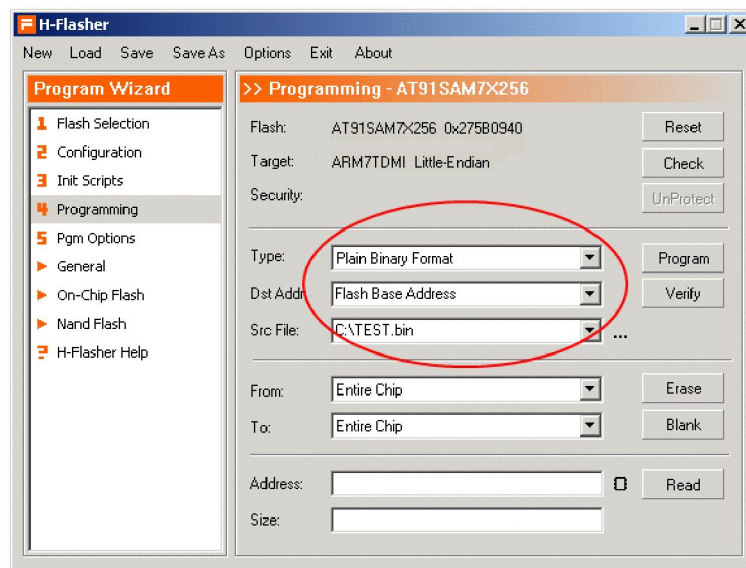 H-Flasher
New Load Save Save As Options Exit About
Program Wizard
1 Flash Selection
2 Configuration
3 Init Scripts
4 Programming
5 Pgm Options
General
On-Chip Flash
Nand Flash
? H-Flasher Help
>> Programming - AT91SAM7X256
Flash: AT91SAM7X256 0x275B0940 Reset
Target: ARM7TDMI Little-Endian Check
Security: UnProtect
Type: Plain Binary Format Program
Dst Addr Flash Base Address Verify
Src File: C:\TEST.bin ...
From: Entire Chip Erase
To: Entire Chip Blank
Address: Read
Size: